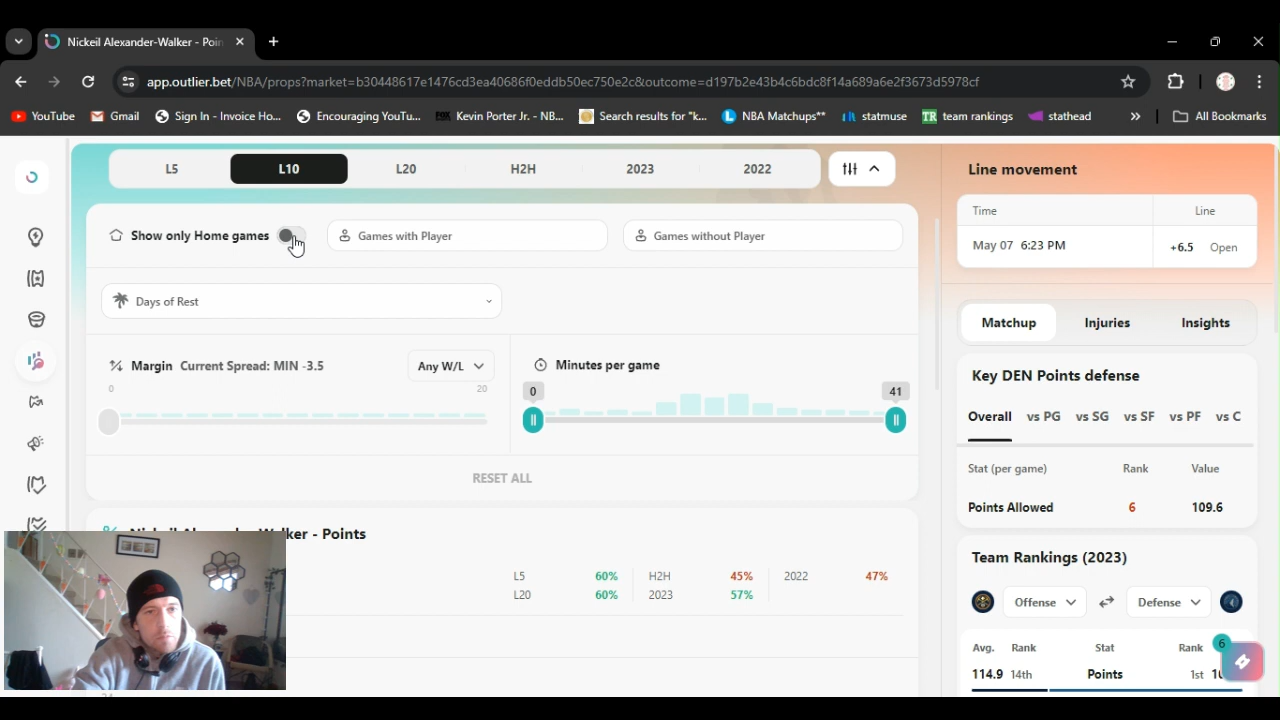 Nickeil Alexander-Walker - Poin
app.outlier.bet/NBA/props?market=b30448617e1476cd3ea40686f0eddb50ec750e2c&outcome=d197b2e43b4c6bdc8f14a689a6e2f3673d5978cf
YouTube Gmail Sign In - Invoice Ho... Encouraging YouTu... Kevin Porter Jr. - NB... Search results for "k... NBA Matchups** statmuse team rankings stathead » All Bookmarks
L5 L10 L20 H2H 2023 2022
Line movement
Time Line
May 07 6:23 PM +6.5 Open
Show only Home games Games with Player Games without Player
Days of Rest
Matchup Injuries Insights
Margin Current Spread: MIN -3.5 Any W/L
0 20
Minutes per game
0 41
RESET ALL
Key DEN Points defense
Overall vs PG vs SG vs SF vs PF vs C
Stat (per game) Rank Value
Points Allowed 6 109.6
ker - Points
L5 60% H2H 45% 2022 47%
L20 60% 2023 57%
Team Rankings (2023)
Offense Defense
Avg. Rank Stat Rank
6
114.9 14th Points 1st